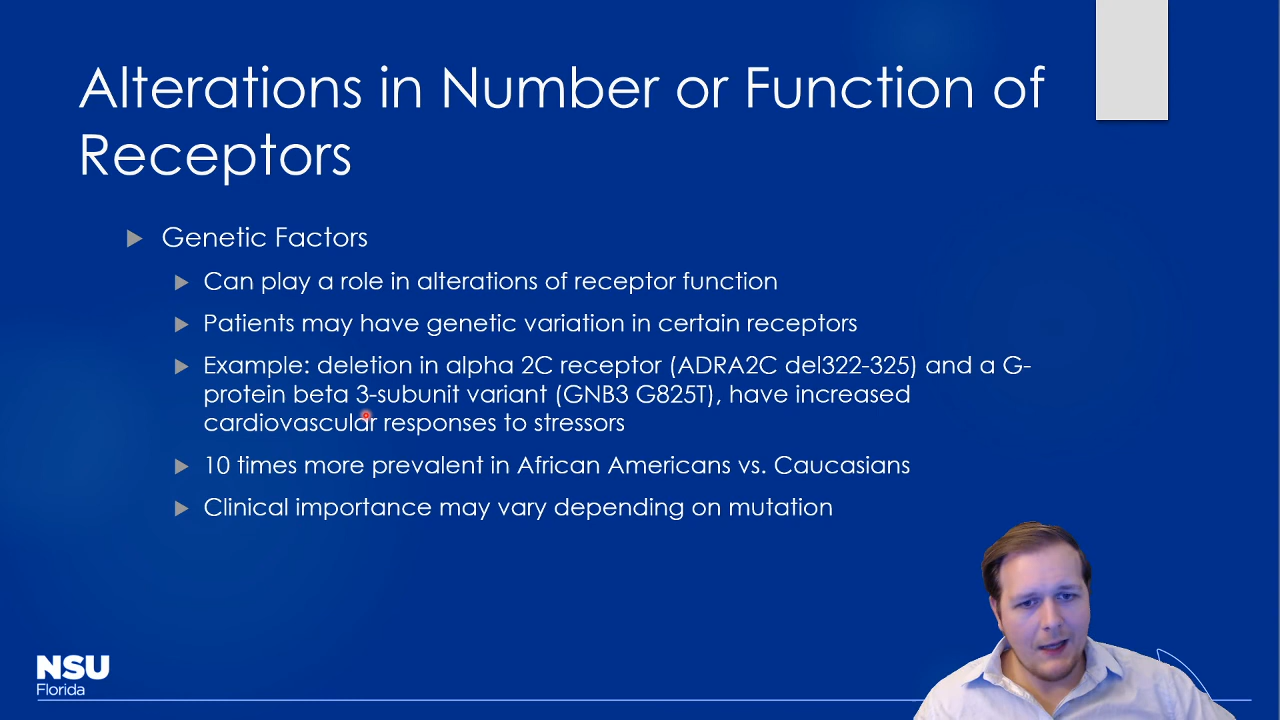 Alterations in Number or Function of
Receptors
Genetic Factors
Can play a role in alterations of receptor function
Patients may have genetic variation in certain receptors
Example: deletion in alpha 2C receptor (ADRA2C del322-325) and a G-
protein beta 3-subunit variant (GNB3 G825T), have increased
cardiovascular responses to stressors
10 times more prevalent in African Americans vs. Caucasians
Clinical importance may vary depending on mutation
NSU
Florida